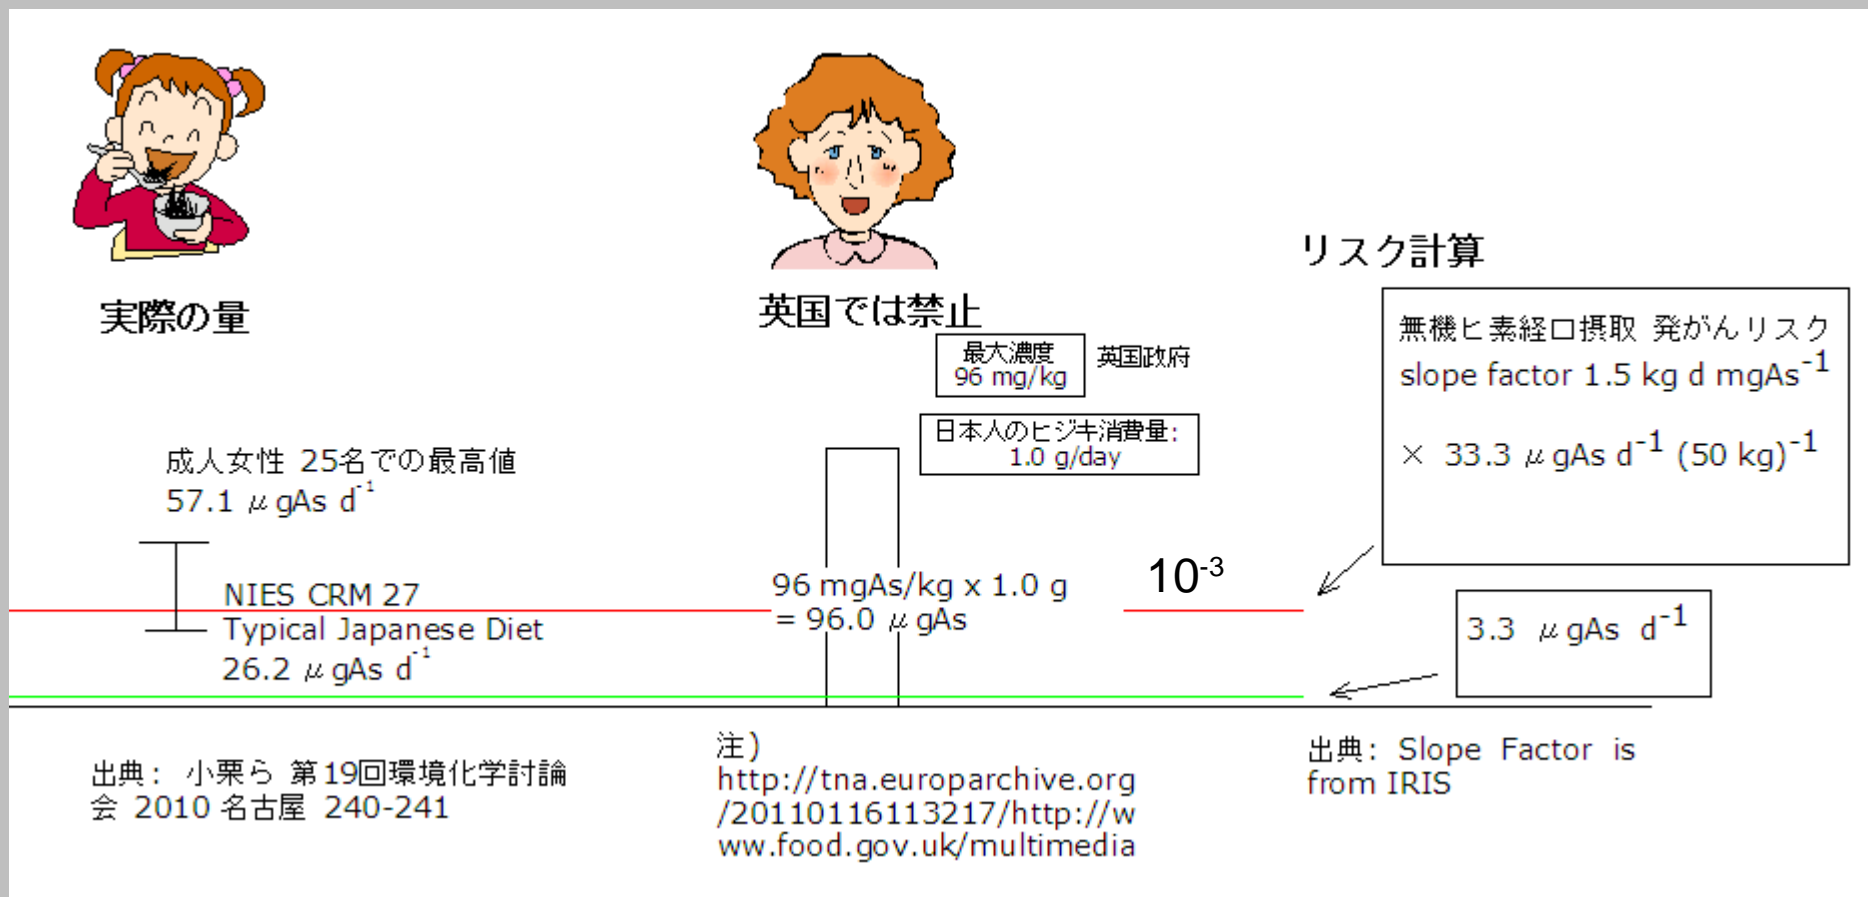 実際の量
英国では禁止
リスク計算
最大濃度
96 mg/kg
英国政府
日本人のヒジキ消費量:
1.0 g/day
成人女性 25名での最高値
57.1 μgAs d⁻¹
NIES CRM 27
Typical Japanese Diet
26.2 μgAs d⁻¹
96 mgAs/kg x 1.0 g
= 96.0 μgAs
10⁻³
無機ヒ素経口摂取 発がんリスク
slope factor 1.5 kg d mgAs⁻¹
× 33.3 μgAs d⁻¹ (50 kg)⁻¹
3.3 μgAs d⁻¹
出典: 小栗ら 第19回環境化学討論
会 2010 名古屋 240-241
注)
http://tna.europarchive.org
/20110116113217/http://w
ww.food.gov.uk/multimedia
出典: Slope Factor is
from IRIS